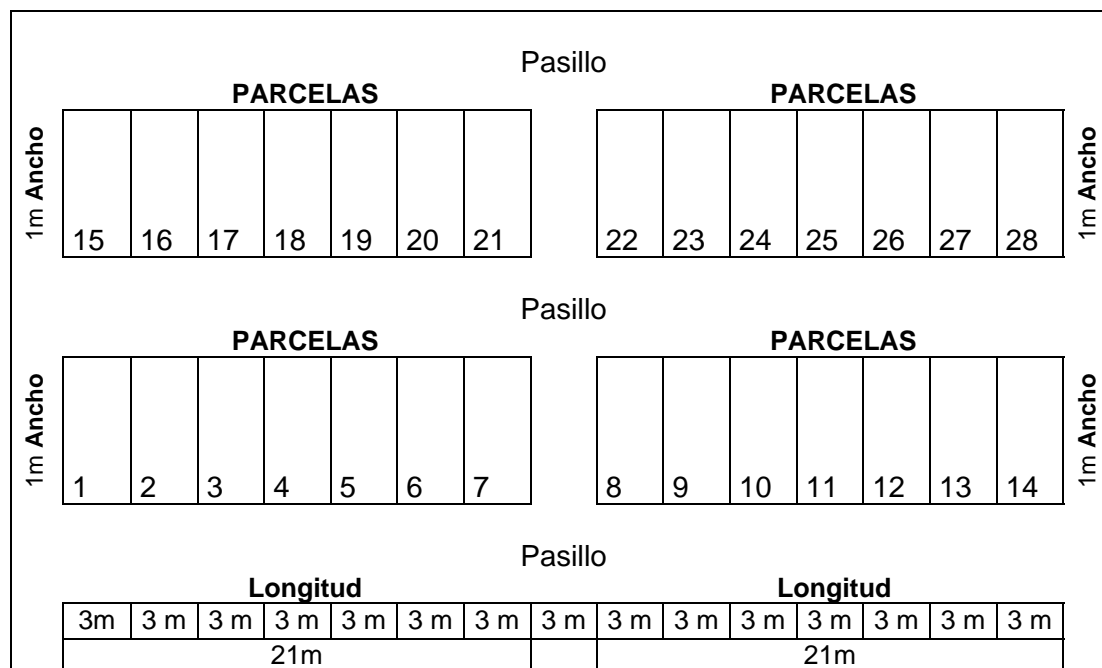 Pasillo
PARCELAS PARCELAS
1m Ancho
15 16 17 18 19 20 21 22 23 24 25 26 27 28
1m Ancho
Pasillo
PARCELAS PARCELAS
1m Ancho
1 2 3 4 5 6 7 8 9 10 11 12 13 14
1m Ancho
Pasillo
Longitud Longitud
3m 3 m 3 m 3 m 3 m 3 m 3 m 3 m 3 m 3 m 3 m 3 m 3 m 3 m 3 m
21m 21m